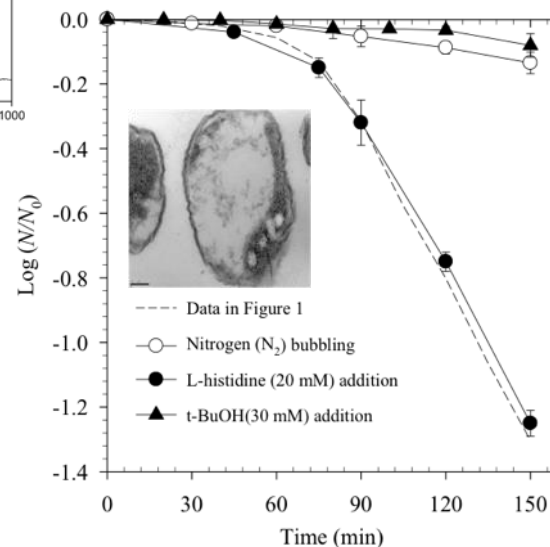 1000
0.0
-0.2
-0.4
-0.6
-0.8
-1.0
-1.2
-1.4
Log (N/N0)
Data in Figure 1
Nitrogen (N2) bubbling
L-histidine (20 mM) addition
t-BuOH(30 mM) addition
0 30 60 90 120 150
Time (min)